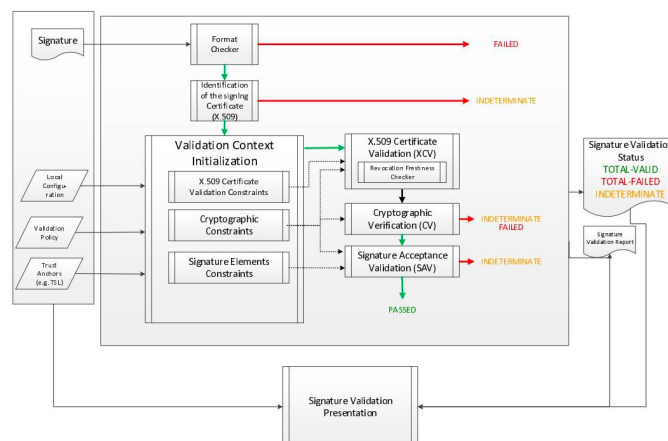 Signature
Format
Checker
FAILED
Identification
of the signing
Certificate
(X.509)
INDETERMINATE
Validation Context
Initialization
X.509 Certificate
Validation (XCV)
Revocation Freshness
Checker
Signature Validation
Status
TOTAL-VALID
TOTAL-FAILED
INDETERMINATE
Local
Configu-
ration
X.509 Certificate
Validation Constraints
Validation
Policy
Cryptographic
Constraints
Cryptographic
Verification (CV)
INDETERMINATE
FAILED
Signature
Validation Report
Trust
Anchors
(e.g. TSL)
Signature Elements
Constraints
Signature Acceptance
Validation (SAV)
INDETERMINATE
PASSED
Signature Validation
Presentation